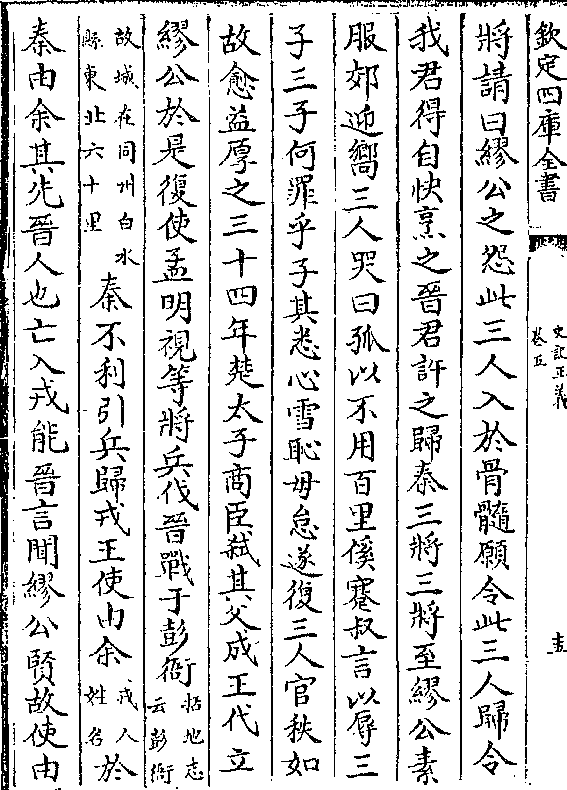 欽定四庫全書
史記正義
卷五
十五
將請曰繆公之怨此三人入於骨髓願令此三人歸令
我君得自快烹之晉君許之歸秦三將三將至繆公素
服郊迎嚮三人哭曰孤以不用百里傒蹇叔言以辱三
子三子何罪乎子其悉心雪恥毋怠遂復三人官秩如
故愈益厚之三十四年楚太子商臣弑其父成王代立
繆公於是復使孟明視等將兵伐晉戰于彭衙括地志云彭衙
故城在同州白水縣東北六十里秦不利引兵歸戎王使由余戎人姓名於
秦由余其先晉人也亡入戎能晉言聞繆公賢故使由